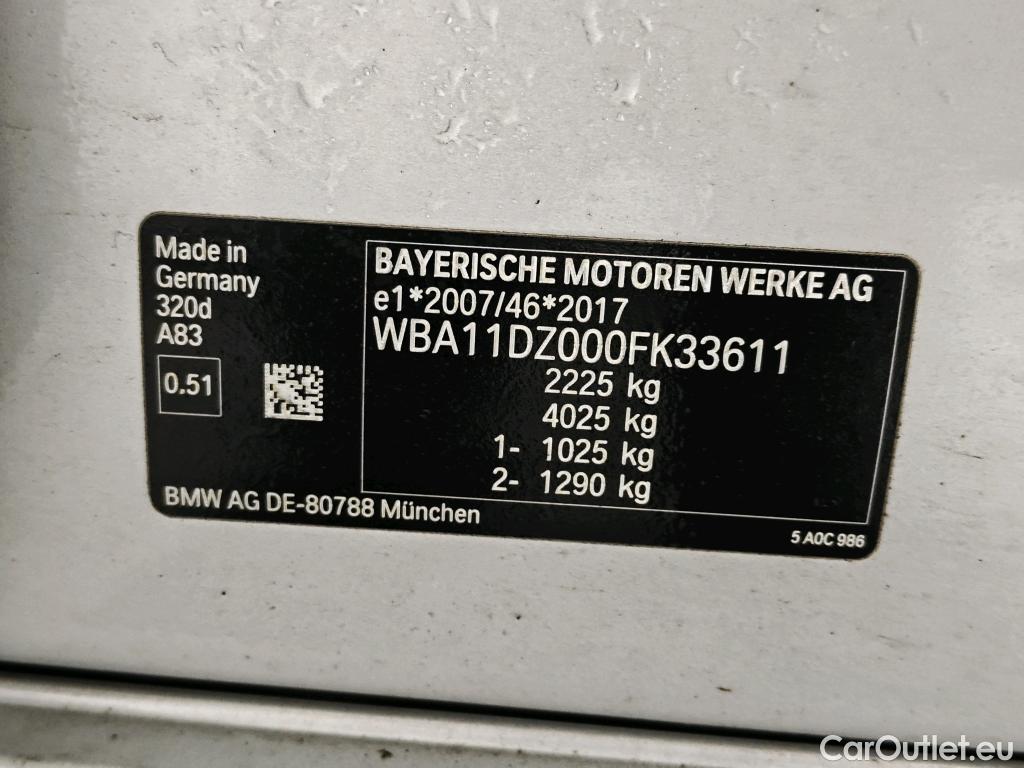 Made in
Germany
320d
A83
0.51
BAYERISCHE MOTOREN WERKE AG
e1*2007/46*2017
WBA11DZ000FK33611
2225 kg
4025 kg
1- 1025 kg
2- 1290 kg
BMW AG DE-80788 München
5 A0C 986
CarOutlet.eu